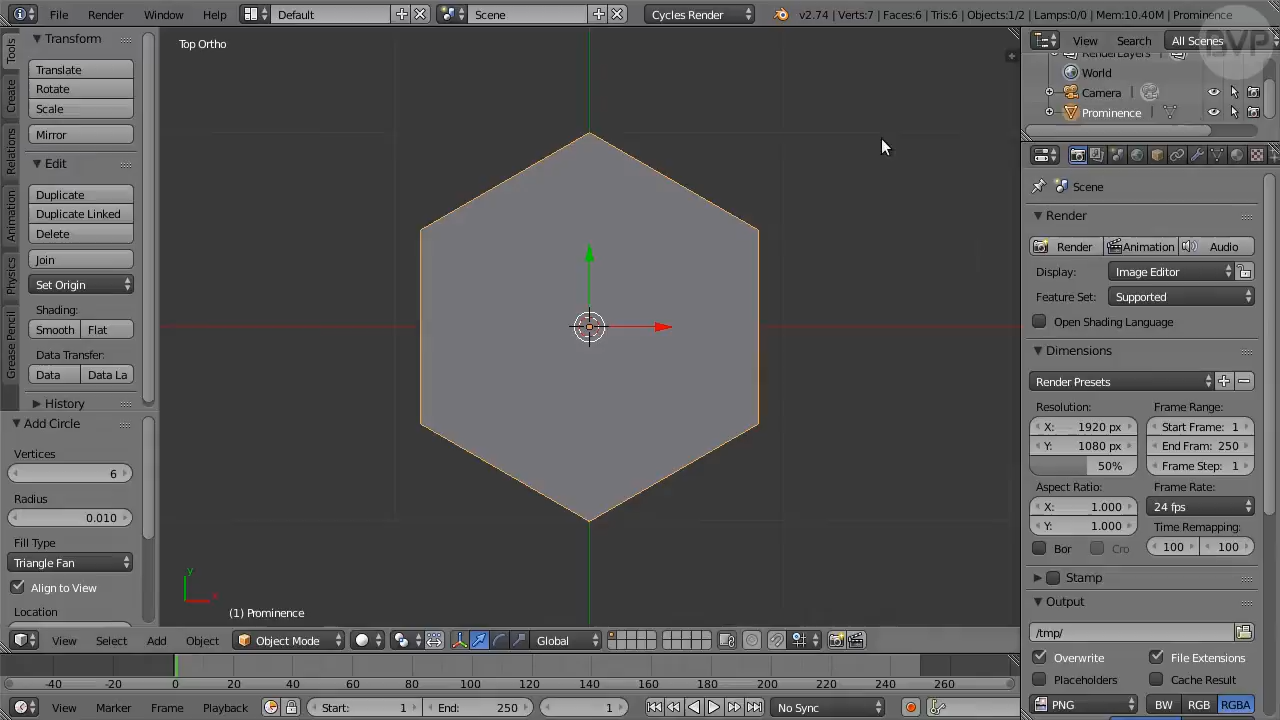 File Render Window Help Default Scene Cycles Render v2.74 | Verts:7 | Faces:6 | Tris:6 | Objects:1/2 | Lamps:0/0 | Mem:10.40M | Prominence
Tools
Create
Relations
Animation
Physics
Grease Pencil
Transform
Translate
Rotate
Scale
Mirror
Edit
Duplicate
Duplicate Linked
Delete
Join
Set Origin
Shading:
Smooth Flat
Data Transfer:
Data Data La
History
Add Circle
Vertices
6
Radius
0.010
Fill Type
Triangle Fan
Align to View
Location
Top Ortho
y
x
(1) Prominence
View Select Add Object Object Mode Global
-40 -20 0 20 40 60 80 100 120 140 160 180 200 220 240 260
View Marker Frame Playback Start: 1 End: 250 1 No Sync
View Search All Scenes
BVP
RenderLayers
World
Camera
Prominence
Scene
Render
Render Animation Audio
Display: Image Editor
Feature Set: Supported
Open Shading Language
Dimensions
Render Presets
Resolution: Frame Range:
X: 1920 px Start Frame: 1
Y: 1080 px End Fram: 250
50% Frame Step: 1
Aspect Ratio: Frame Rate:
X: 1.000 24 fps
Y: 1.000 Time Remapping:
Bor Cro 100 100
Stamp
Output
/tmp/
Overwrite File Extensions
Placeholders Cache Result
PNG BW RGB RGBA